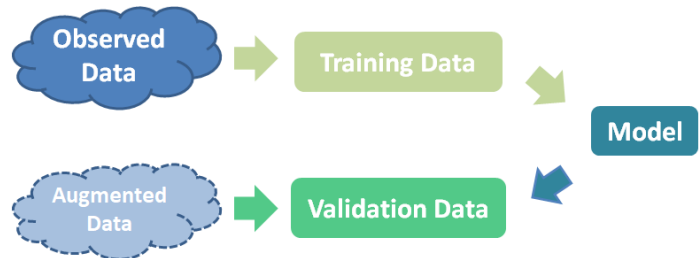 Observed
Data
Training Data
Model
Augmented
Data
Validation Data